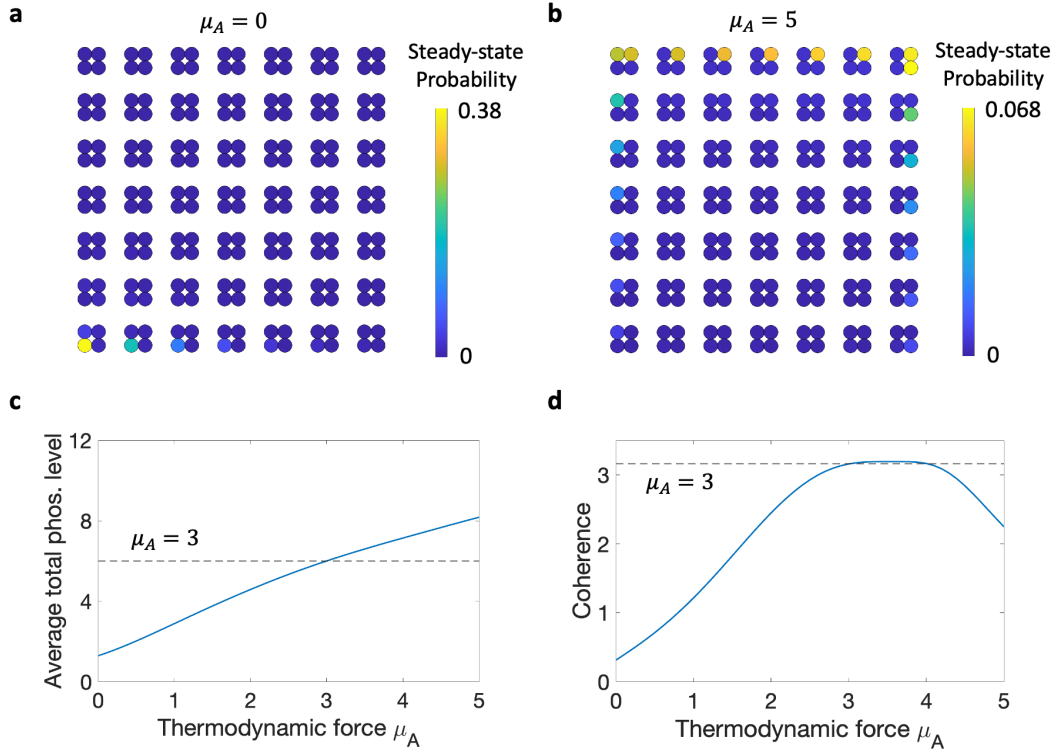 a
μ_A = 0
Steady-state
Probability
0.38
0
b
μ_A = 5
Steady-state
Probability
0.068
0
c
Average total phos. level
12
8
4
0
μ_A = 3
0 1 2 3 4 5
Thermodynamic force μ_A
d
Coherence
3
2
1
0
μ_A = 3
0 1 2 3 4 5
Thermodynamic force μ_A